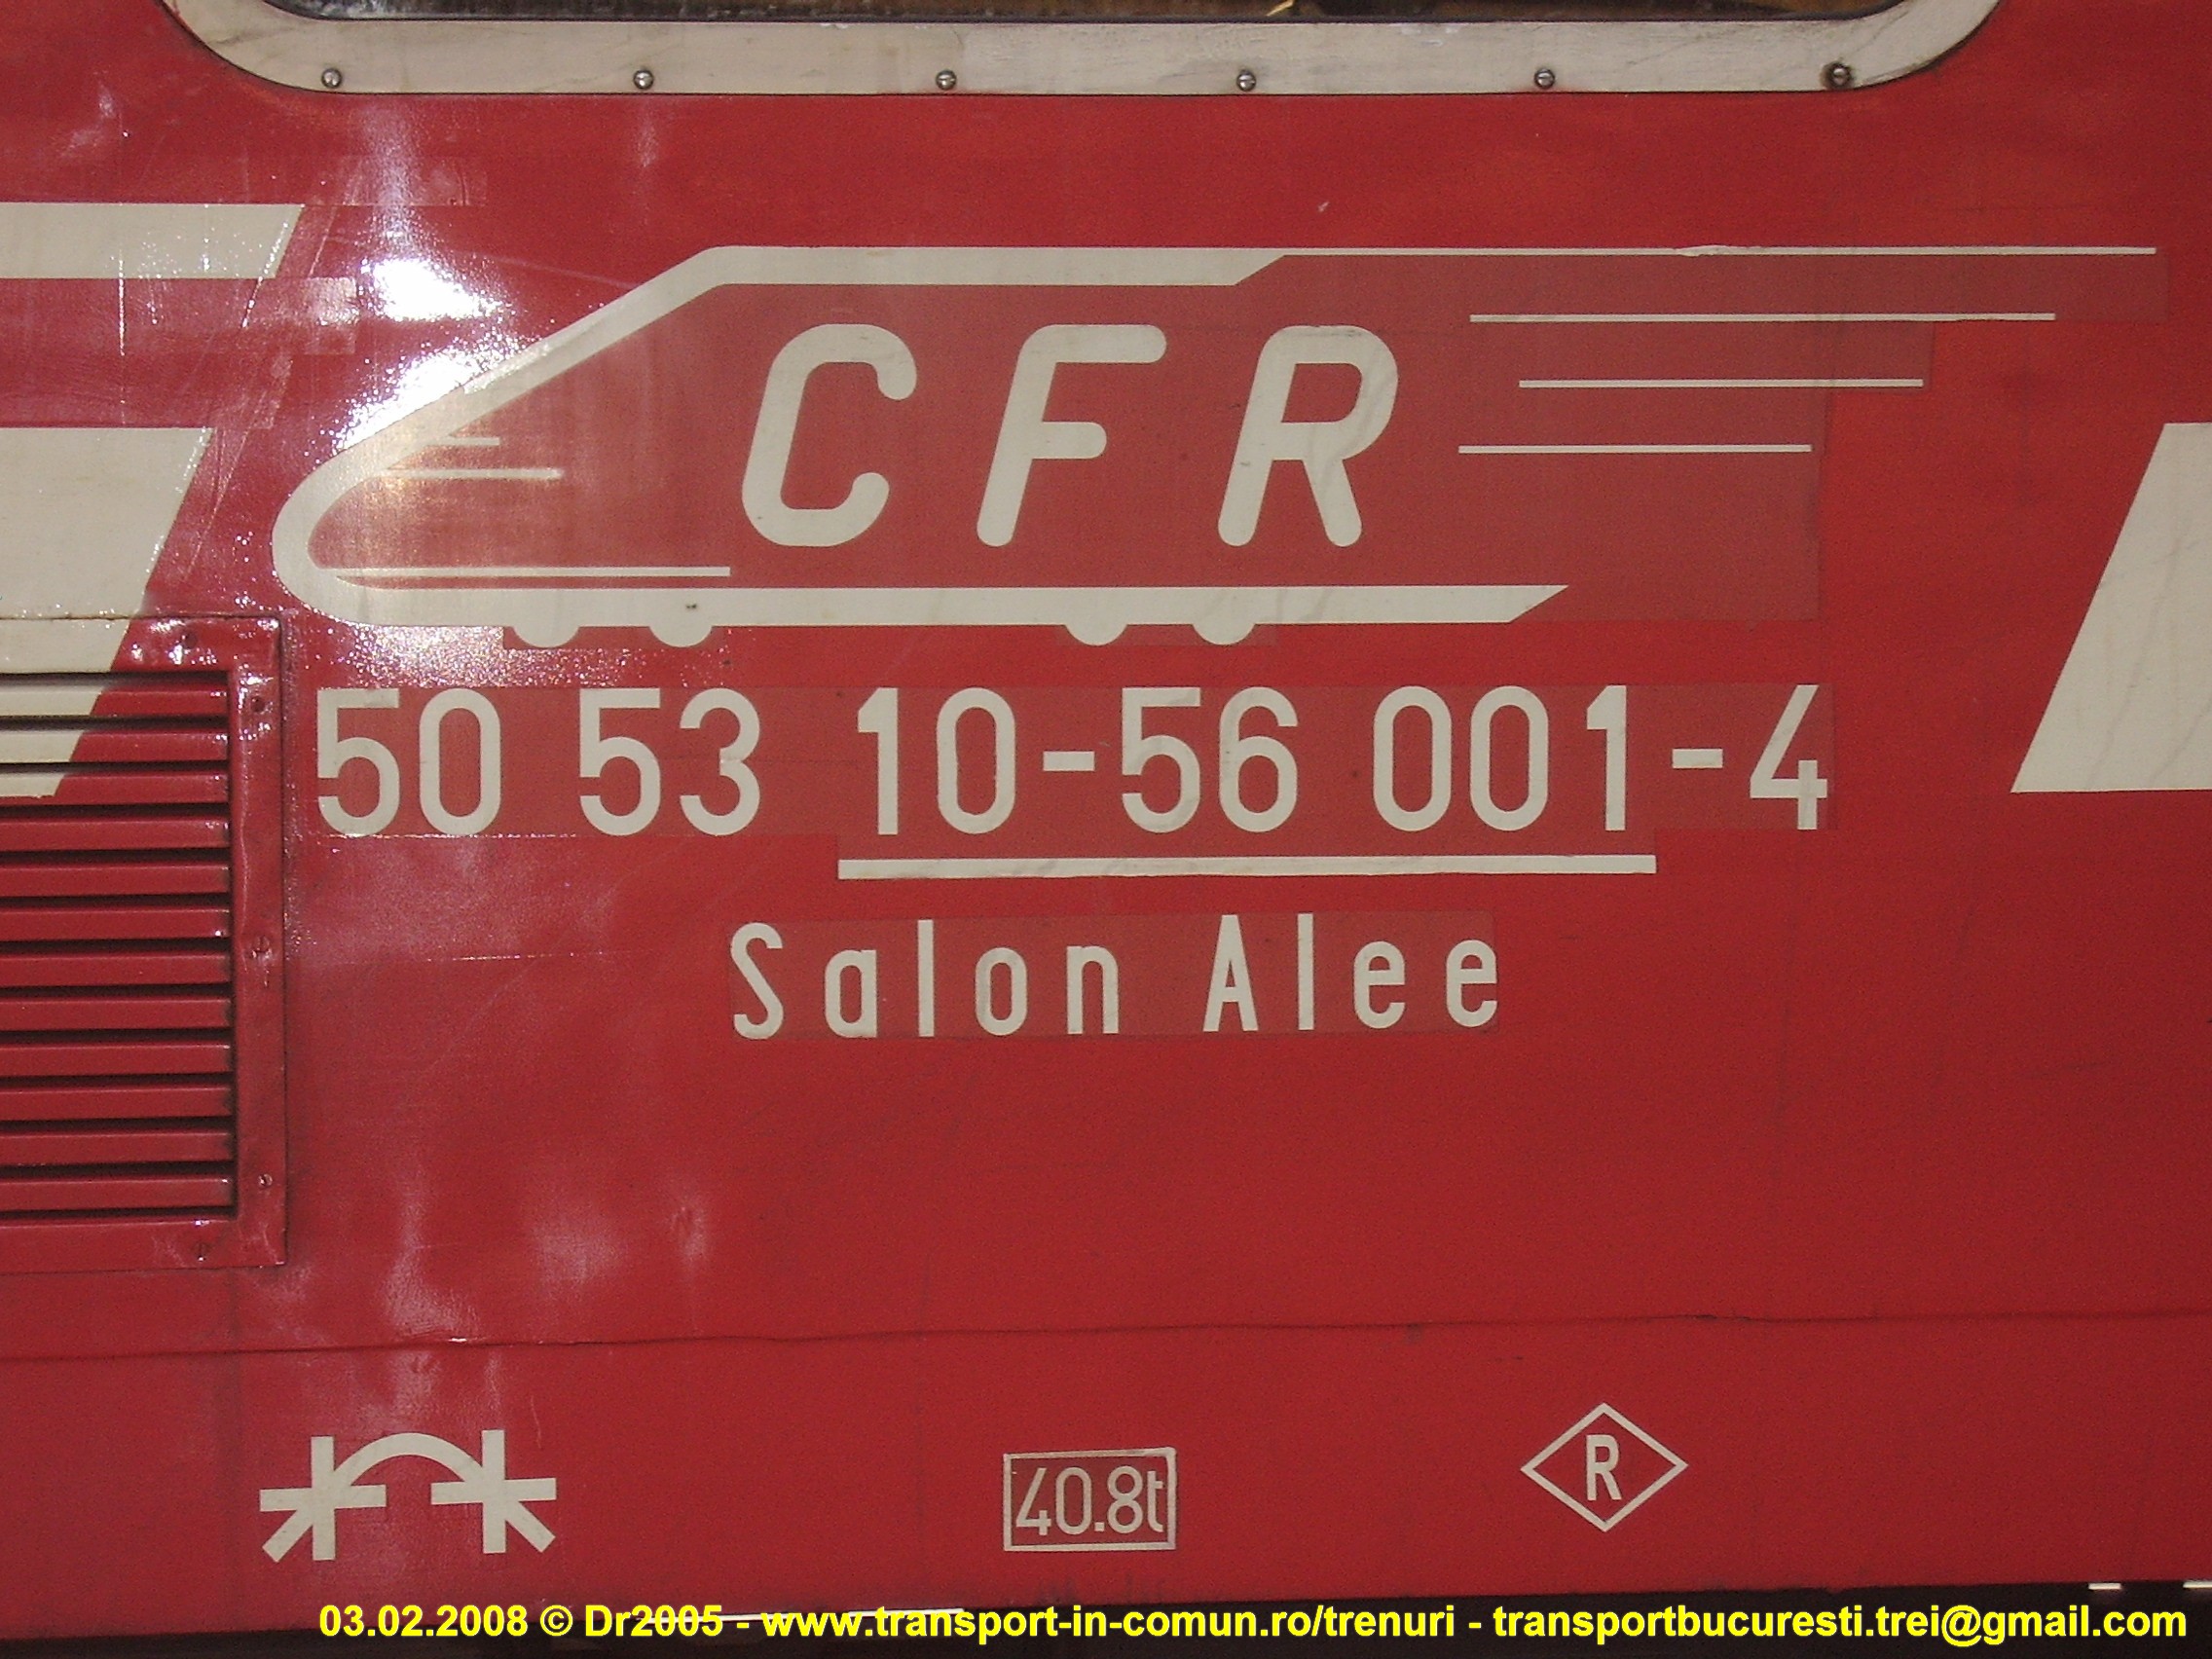 CFR
50 53 10-56 001-4
Salon Alee
40.8t
R
03.02.2008 © Dr2005 - www.transport-in-comun.ro/trenuri - transportbucuresti.trei@gmail.com